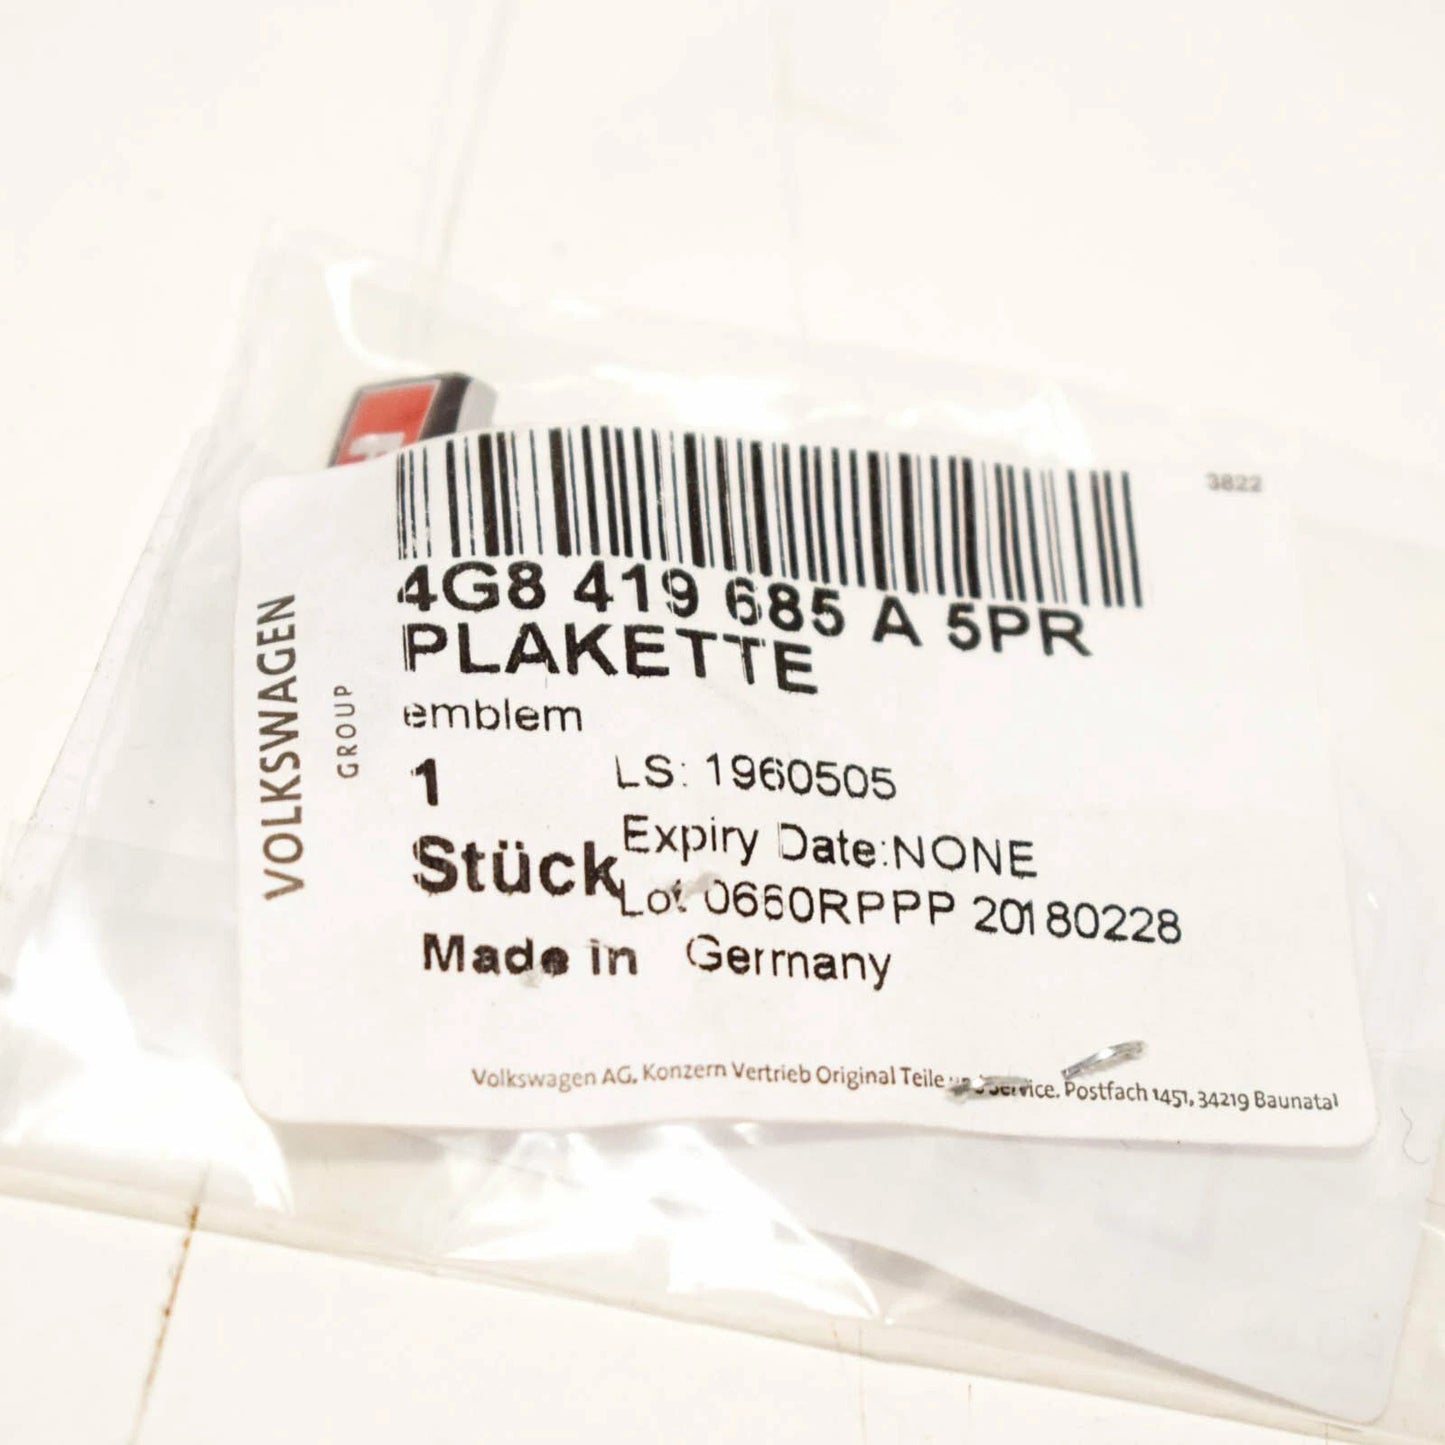 3822
4G8 419 685 A 5PR
PLAKETTE
emblem
1
LS: 1960505
Stück
Expiry Date:NONE
Lot 0660RPPP 20180228
Made in Germany
VOLKSWAGEN
GROUP
Volkswagen AG. Konzern Vertrieb Original Teile Service. Postfach 1451, 34219 Baunatal